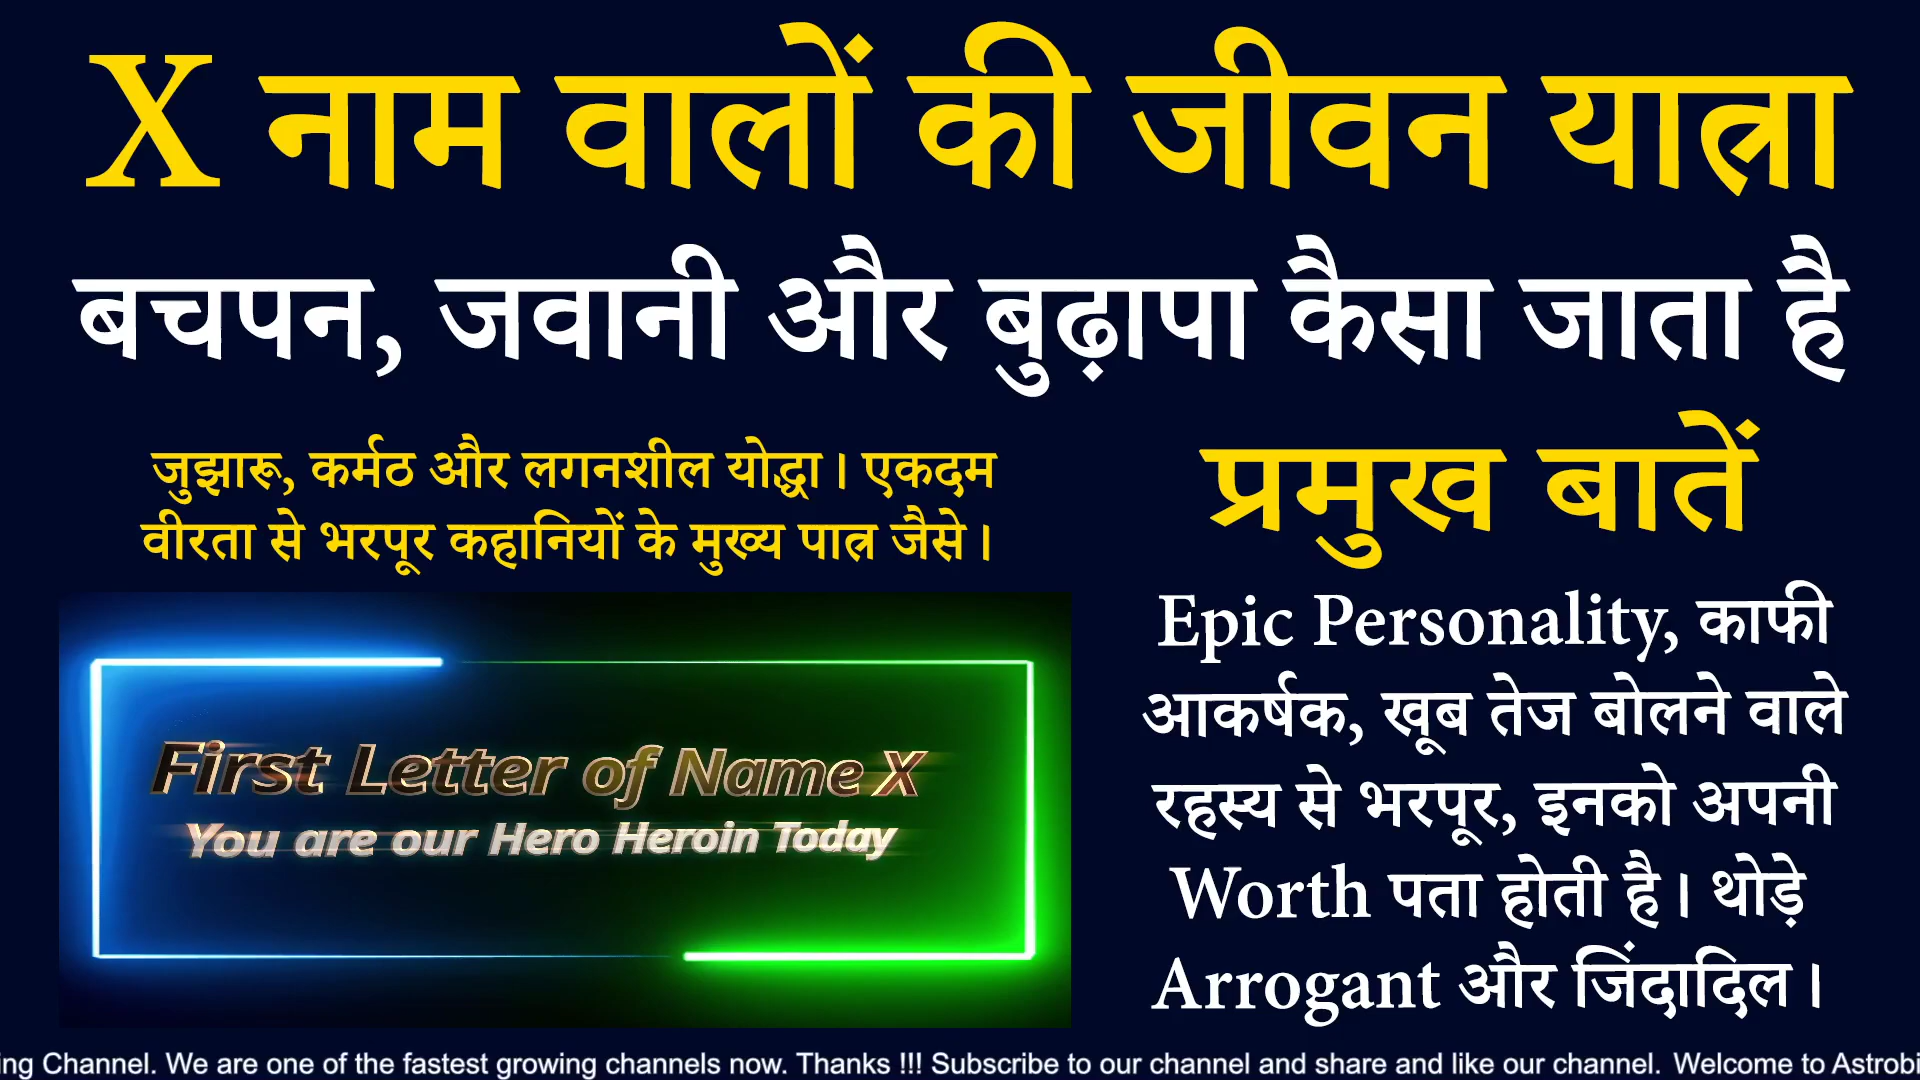 X नाम वालों की जीवन यात्रा
बचपन, जवानी और बुढ़ापा कैसा जाता है
जुझारू, कर्मठ और लगनशील योद्धा। एकदम
वीरता से भरपूर कहानियों के मुख्य पात्र जैसे।
First Letter of Name X
You are our Hero Heroin Today
प्रमुख बातें
Epic Personality, काफी
आकर्षक, खूब तेज बोलने वाले
रहस्य से भरपूर, इनको अपनी
Worth पता होती है। थोड़े
Arrogant और जिंदादिल।
ing Channel. We are one of the fastest growing channels now. Thanks !!! Subscribe to our channel and share and like our channel. Welcome to Astrobi